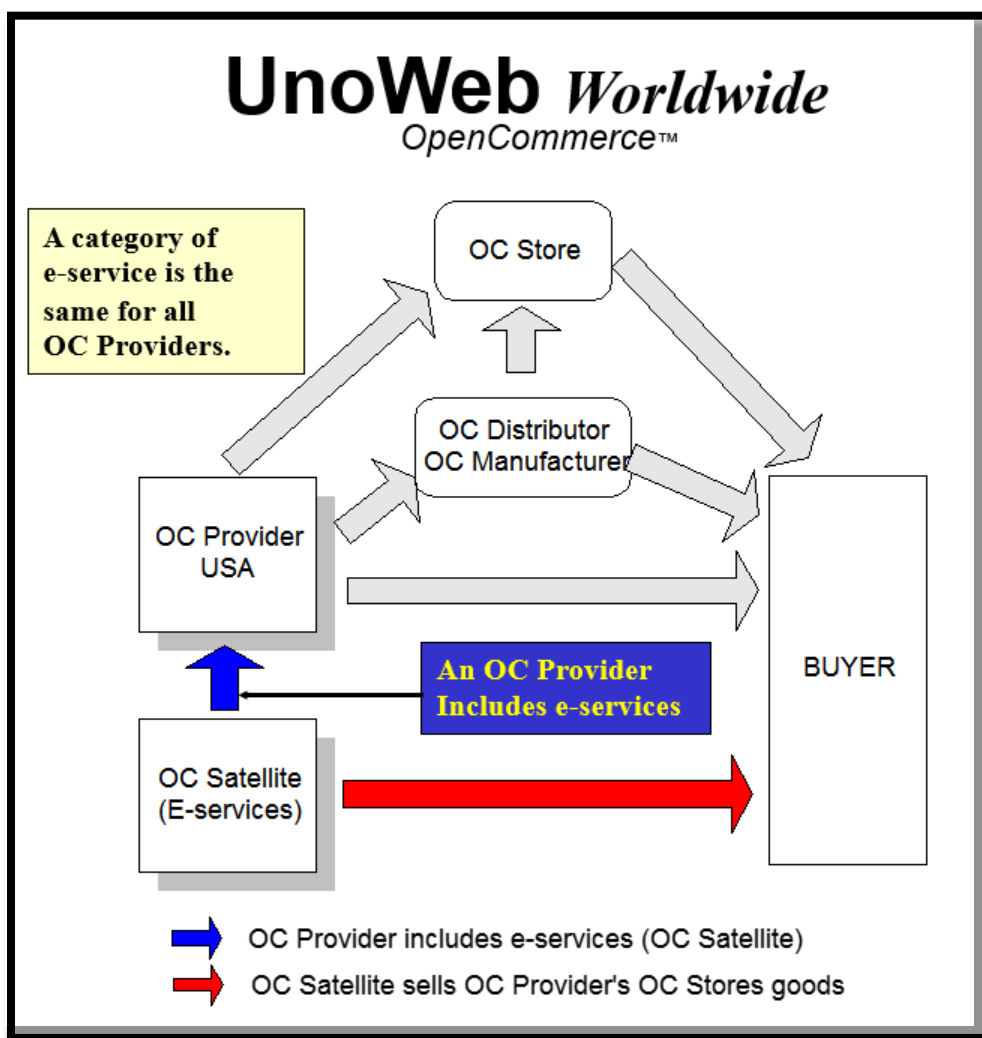 UnoWeb Worldwide
OpenCommerce™
A category of
e-service is the
same for all
OC Providers.
OC Store
OC Distributor
OC Manufacturer
OC Provider
USA
An OC Provider
Includes e-services
BUYER
OC Satellite
(E-services)
OC Provider includes e-services (OC Satellite)
OC Satellite sells OC Provider's OC Stores goods